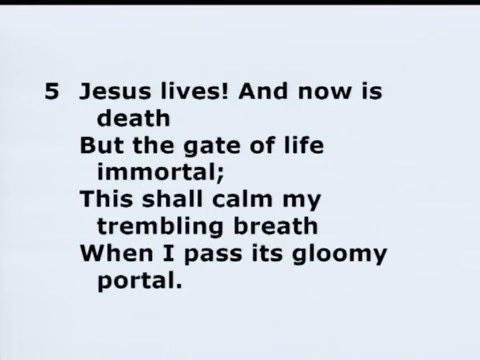 5 Jesus lives! And now is
death
But the gate of life
immortal;
This shall calm my
trembling breath
When I pass its gloomy
portal.